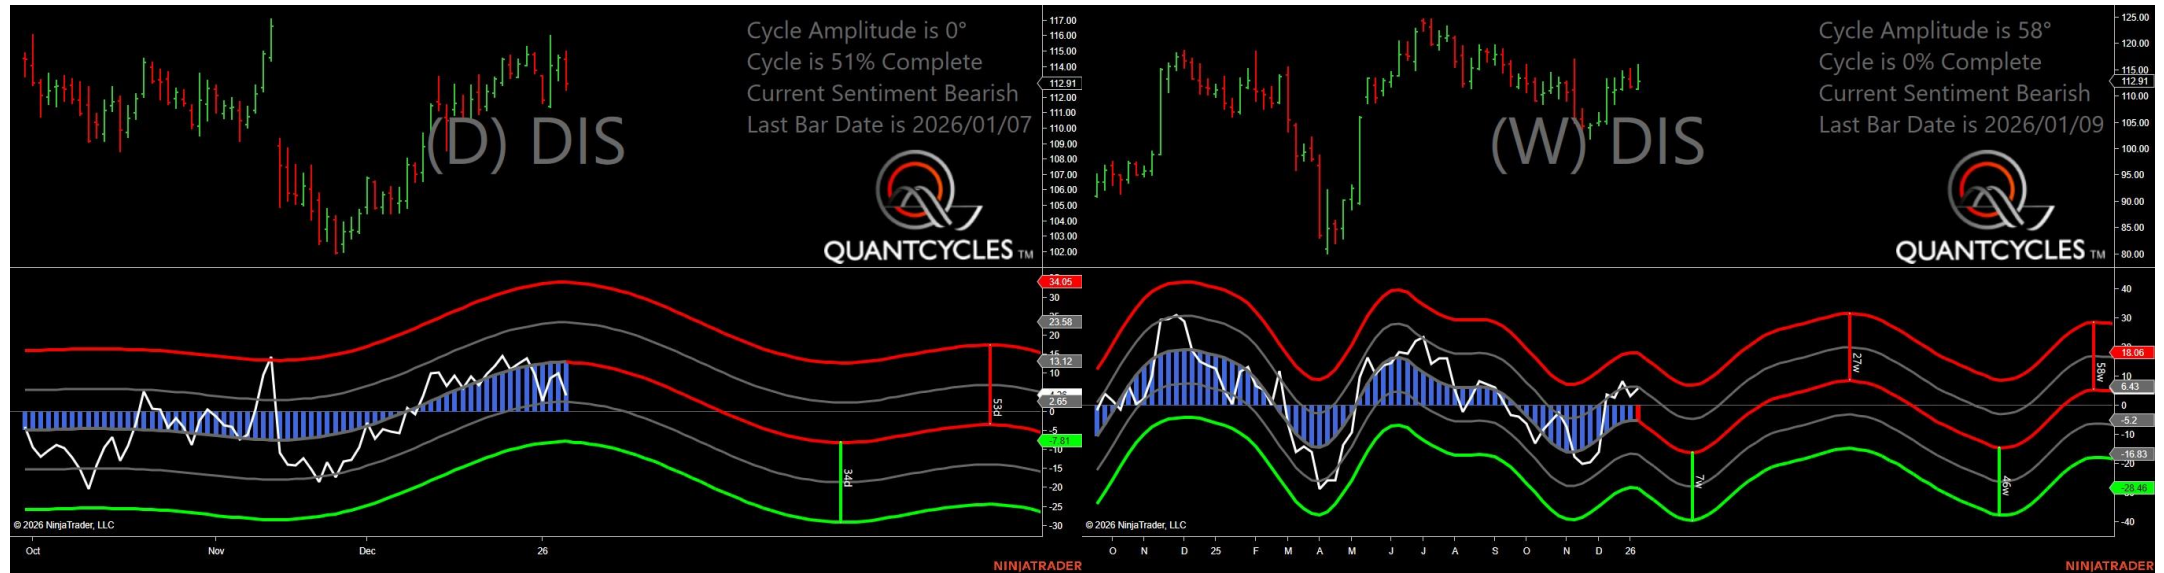 Cycle Amplitude is 0°
Cycle is 51% Complete
Current Sentiment Bearish
Last Bar Date is 2026/01/07
(D) DIS
QUANTCYCLES TM
117.00
116.00
115.00
114.00
112.91
112.00
111.00
110.00
109.00
108.00
107.00
106.00
105.00
104.00
103.00
102.00
34.05
30
23.58
20
13.12
10
2.65
0
-5
-7.81
-10
-15
-20
-25
-30
53d
34d
© 2026 NinjaTrader, LLC
Oct
Nov
Dec
26
NINJATRADER
Cycle Amplitude is 58°
Cycle is 0% Complete
Current Sentiment Bearish
Last Bar Date is 2026/01/09
(W) DIS
QUANTCYCLES TM
125.00
120.00
115.00
112.91
110.00
105.00
100.00
95.00
90.00
85.00
80.00
40
30
18.06
10
6.43
0
-5.2
-10
-16.83
-20
-28.46
-40
27w
58w
7w
46w
© 2026 NinjaTrader, LLC
O N D 25 F M A M J J A S O N D 26
NINJATRADER